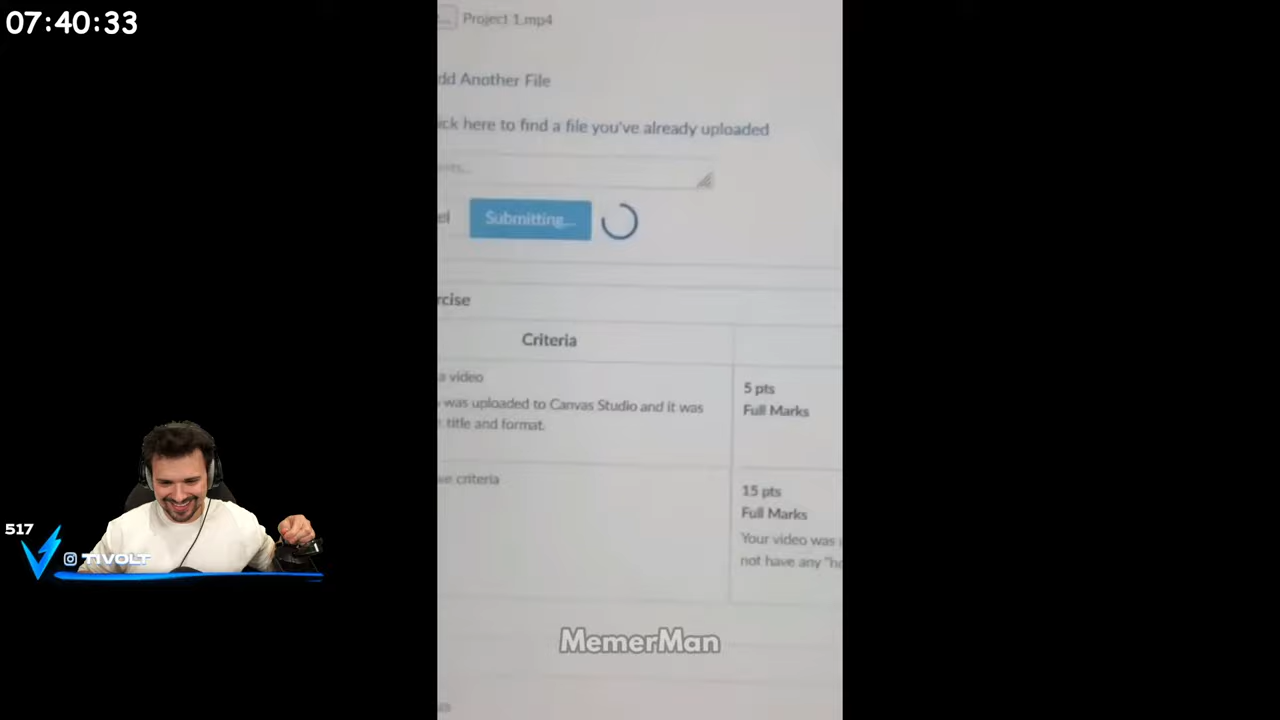 07:40:33
Project 1.mp4
dd Another File
ick here to find a file you've already uploaded
el
Submitting...
rcise
Criteria
a video
was uploaded to Canvas Studio and it was
title and format.
5 pts
Full Marks
criteria
15 pts
Full Marks
Your video was
not have any "h
517
T1VOLT
MemerMan